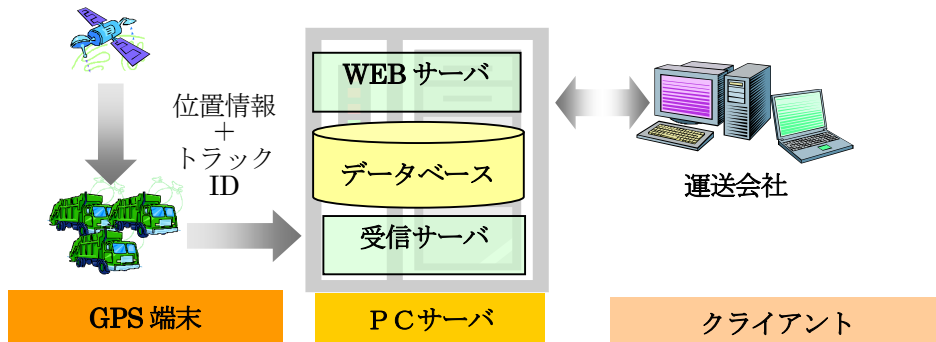 位置情報
＋
トラック
ID
GPS 端末
WEB サーバ
データベース
受信サーバ
ＰＣサーバ
運送会社
クライアント